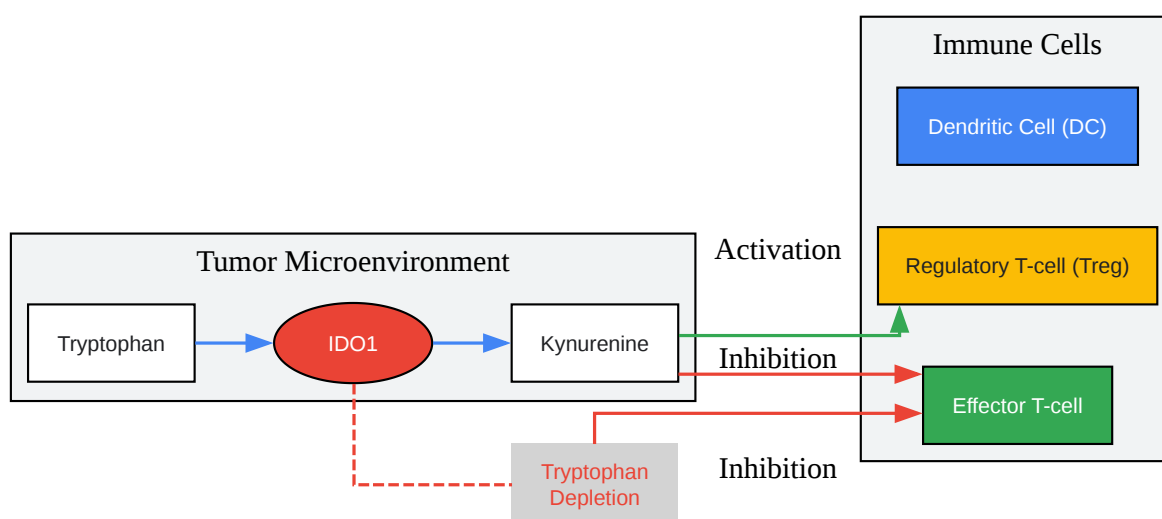 Immune Cells
Dendritic Cell (DC)
Tumor Microenvironment
Activation
Regulatory T-cell (Treg)
Tryptophan
IDO1
Kynurenine
Inhibition
Effector T-cell
Tryptophan
Depletion
Inhibition